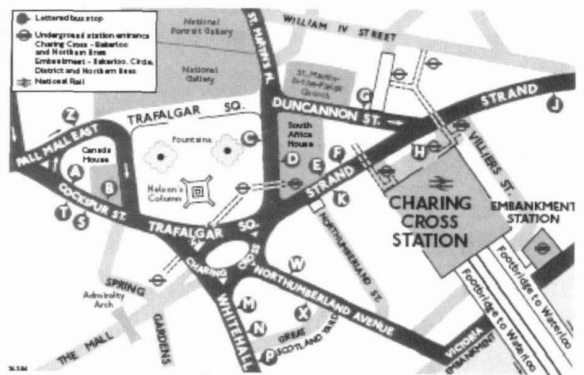 Lettered bus stop
Underground station entrance
Charing Cross - Bakerloo
and Northern lines
Embankment - Bakerloo, Circle,
District and Northern lines
National Rail
National
Portrait Gallery
National
Gallery
ST. MARTIN'S PL.
WILLIAM IV STREET
St. Martin-
in-the-Fields
Church
G
DUNCANNON ST.
STRAND
J
Z
PALL MALL EAST
TRAFALGAR SQ.
Fountains
C
South
Africa
House
D
E
F
H
VILLIERS ST.
A
Canada
House
B
Nelson's
Column
STRAND
K
CHARING
CROSS
STATION
EMBANKMENT
STATION
COCKSPUR ST.
T
S
TRAFALGAR SQ.
CHARING
CROSS
W
NORTHUMBERLAND ST.
NORTHUMBERLAND AVENUE
Footbridge to Waterloo
Footbridge to Waterloo
SPRING
GARDENS
Admiralty
Arch
THE MALL
WHITEHALL
M
N
P
X
GREAT
SCOTLAND YARD
VICTORIA
EMBANKMENT